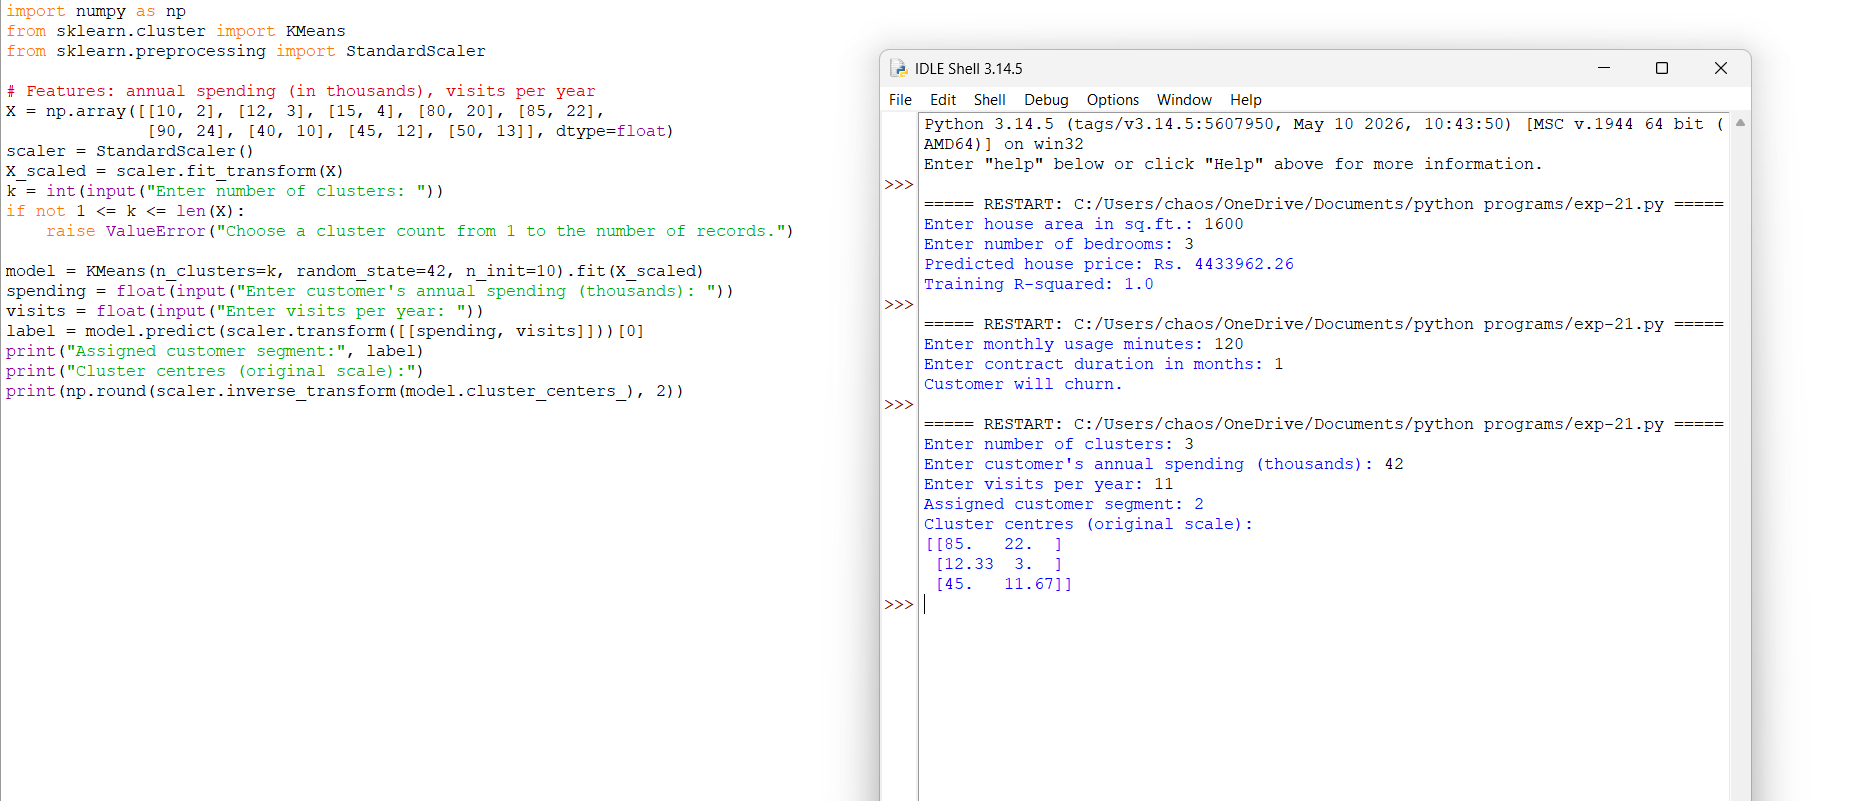 import numpy as np
from sklearn.cluster import KMeans
from sklearn.preprocessing import StandardScaler

# Features: annual spending (in thousands), visits per year
X = np.array([[10, 2], [12, 3], [15, 4], [80, 20], [85, 22],
              [90, 24], [40, 10], [45, 12], [50, 13]], dtype=float)
scaler = StandardScaler()
X_scaled = scaler.fit_transform(X)
k = int(input("Enter number of clusters: "))
if not 1 <= k <= len(X):
    raise ValueError("Choose a cluster count from 1 to the number of records.")

model = KMeans(n_clusters=k, random_state=42, n_init=10).fit(X_scaled)
spending = float(input("Enter customer's annual spending (thousands): "))
visits = float(input("Enter visits per year: "))
label = model.predict(scaler.transform([[spending, visits]]))[0]
print("Assigned customer segment:", label)
print("Cluster centres (original scale):")
print(np.round(scaler.inverse_transform(model.cluster_centers_), 2))
IDLE Shell 3.14.5
File Edit Shell Debug Options Window Help
Python 3.14.5 (tags/v3.14.5:5607950, May 10 2026, 10:43:50) [MSC v.1944 64 bit (
AMD64)] on win32
Enter "help" below or click "Help" above for more information.
>>>
===== RESTART: C:/Users/chaos/OneDrive/Documents/python programs/exp-21.py =====
Enter house area in sq.ft.: 1600
Enter number of bedrooms: 3
Predicted house price: Rs. 4433962.26
Training R-squared: 1.0
>>>
===== RESTART: C:/Users/chaos/OneDrive/Documents/python programs/exp-21.py =====
Enter monthly usage minutes: 120
Enter contract duration in months: 1
Customer will churn.
>>>
===== RESTART: C:/Users/chaos/OneDrive/Documents/python programs/exp-21.py =====
Enter number of clusters: 3
Enter customer's annual spending (thousands): 42
Enter visits per year: 11
Assigned customer segment: 2
Cluster centres (original scale):
[[85.   22.  ]
 [12.33  3.  ]
 [45.   11.67]]
>>>